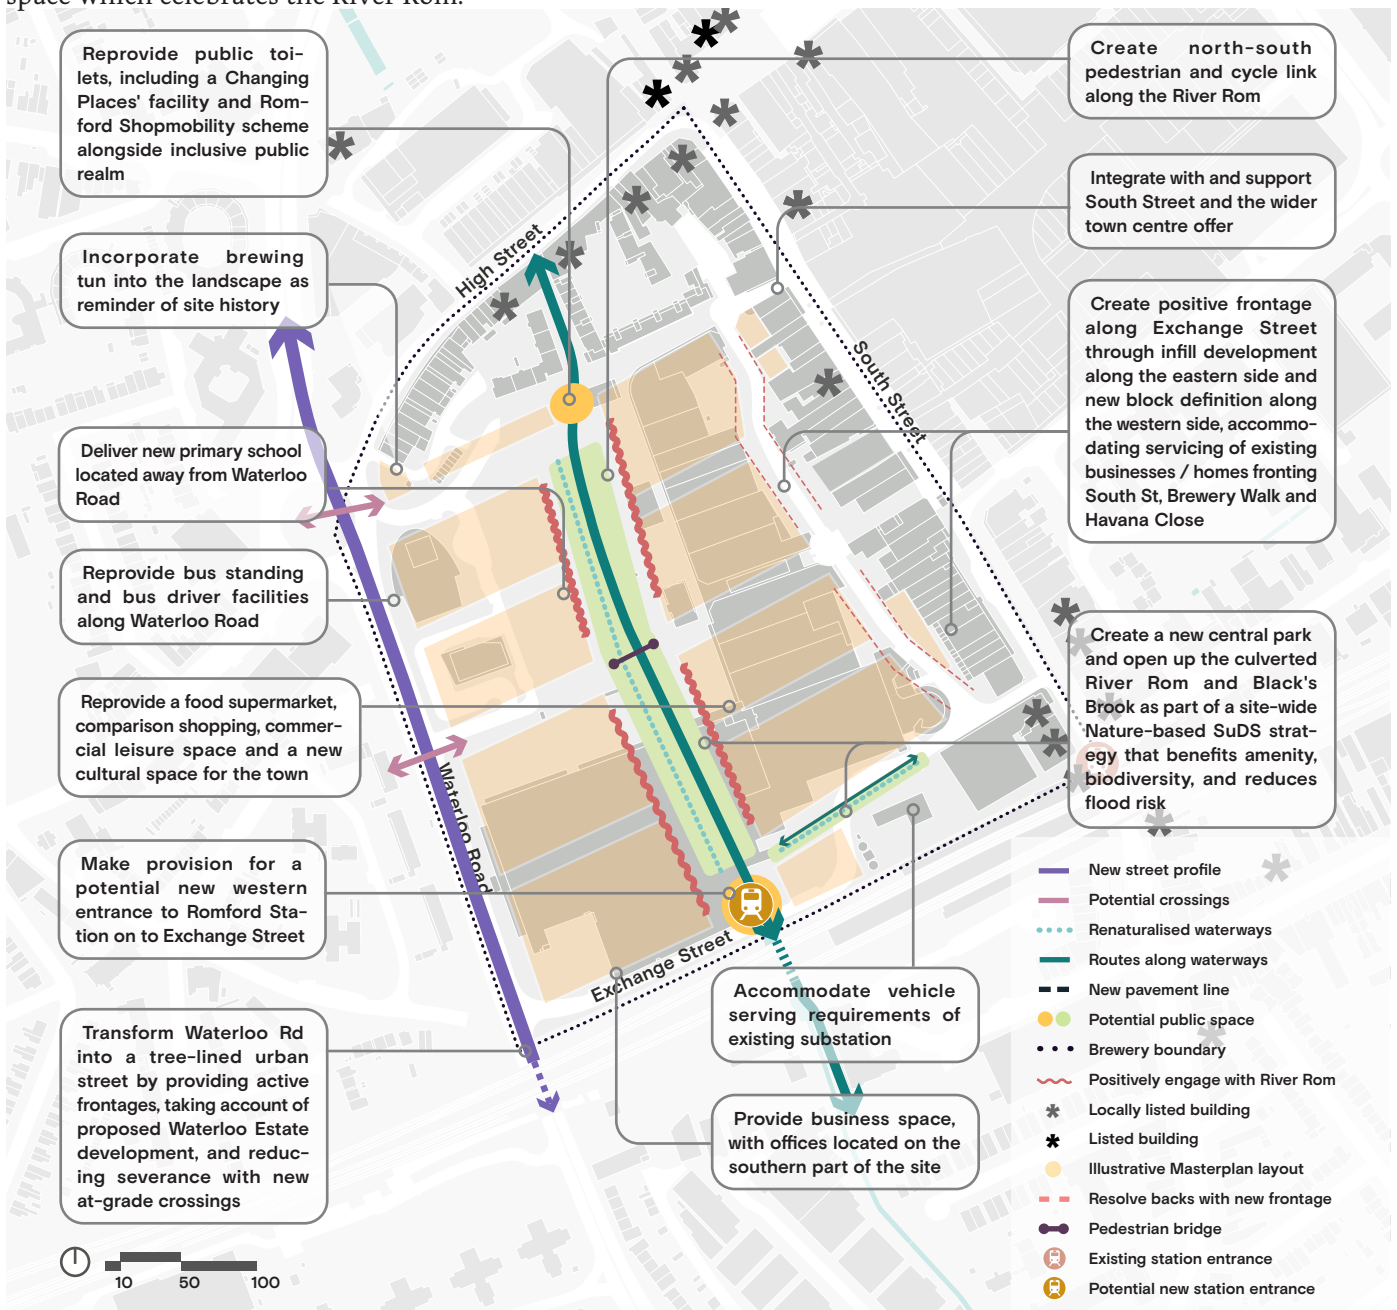 space which celebrates the River Rom.
Reprovide public toi-
lets, including a Changing
Places' facility and Rom-
ford Shopmobility scheme
alongside inclusive public
realm
Incorporate brewing
tun into the landscape as
reminder of site history
Deliver new primary school
located away from Waterloo
Road
Reprovide bus standing
and bus driver facilities
along Waterloo Road
Reprovide a food supermarket,
comparison shopping, commer-
cial leisure space and a new
cultural space for the town
Make provision for a
potential new western
entrance to Romford Sta-
tion on to Exchange Street
Transform Waterloo Rd
into a tree-lined urban
street by providing active
frontages, taking account of
proposed Waterloo Estate
development, and reduc-
ing severance with new
at-grade crossings
High Street
South Street
Waterloo Road
Exchange Street
Accommodate vehicle
serving requirements of
existing substation
Provide business space,
with offices located on the
southern part of the site
Create north-south
pedestrian and cycle link
along the River Rom
Integrate with and support
South Street and the wider
town centre offer
Create positive frontage
along Exchange Street
through infill development
along the eastern side and
new block definition along
the western side, accommo-
dating servicing of existing
businesses / homes fronting
South St, Brewery Walk and
Havana Close
Create a new central park
and open up the culverted
River Rom and Black's
Brook as part of a site-wide
Nature-based SuDS strat-
egy that benefits amenity,
biodiversity, and reduces
flood risk
New street profile
Potential crossings
Renaturalised waterways
Routes along waterways
New pavement line
Potential public space
Brewery boundary
Positively engage with River Rom
Locally listed building
Listed building
Illustrative Masterplan layout
Resolve backs with new frontage
Pedestrian bridge
Existing station entrance
Potential new station entrance
10 50 100